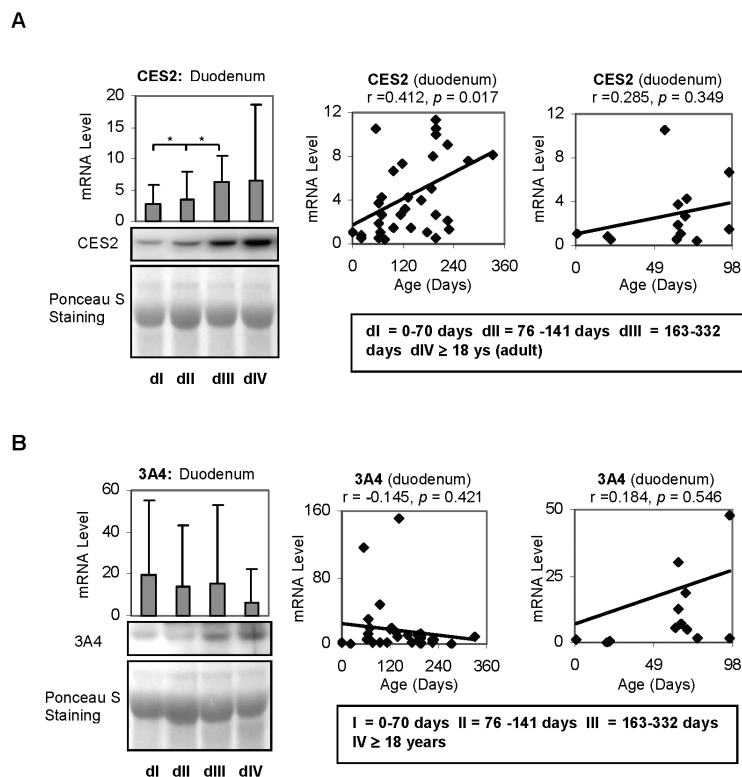 A
CES2: Duodenum
20
15
10
5
0
mRNA Level
* *
CES2
Ponceau S
Staining
dI dII dIII dIV
CES2 (duodenum)
r =0.412, p = 0.017
12
8
4
0
mRNA Level
0 120 240 360
Age (Days)
CES2 (duodenum)
r=0.285, p = 0.349
12
8
4
0
mRNA Level
0 49 98
Age (Days)
dI = 0-70 days dII = 76 -141 days dIII = 163-332
days dIV ≥ 18 ys (adult)
B
3A4: Duodenum
60
40
20
0
mRNA Level
3A4
Ponceau S
Staining
dI dII dIII dIV
3A4 (duodenum)
r = -0.145, p = 0.421
160
80
0
mRNA Level
0 120 240 360
Age (Days)
3A4 (duodenum)
r =0.184, p = 0.546
50
25
0
mRNA Level
0 49 98
Age (Days)
I = 0-70 days II = 76 -141 days III = 163-332 days
IV ≥ 18 years